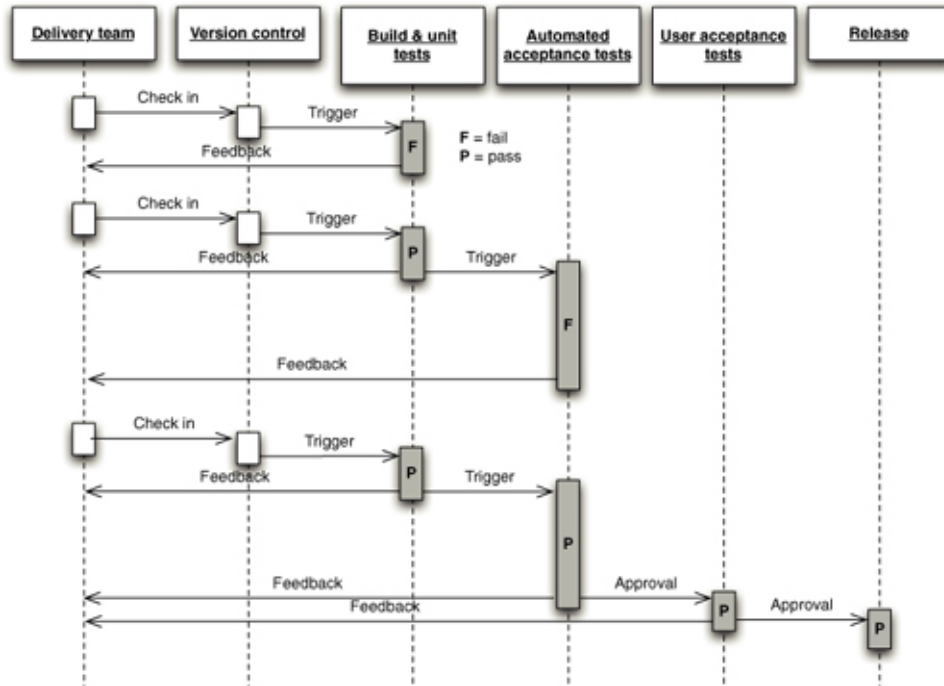 Delivery team
Version control
Build & unit
tests
Automated
acceptance tests
User acceptance
tests
Release
Check in
Trigger
F
F = fail
P = pass
Feedback
Check in
Trigger
P
Feedback
Trigger
F
Feedback
Check in
Trigger
P
Feedback
Trigger
P
Feedback
Approval
Feedback
P
Approval
P